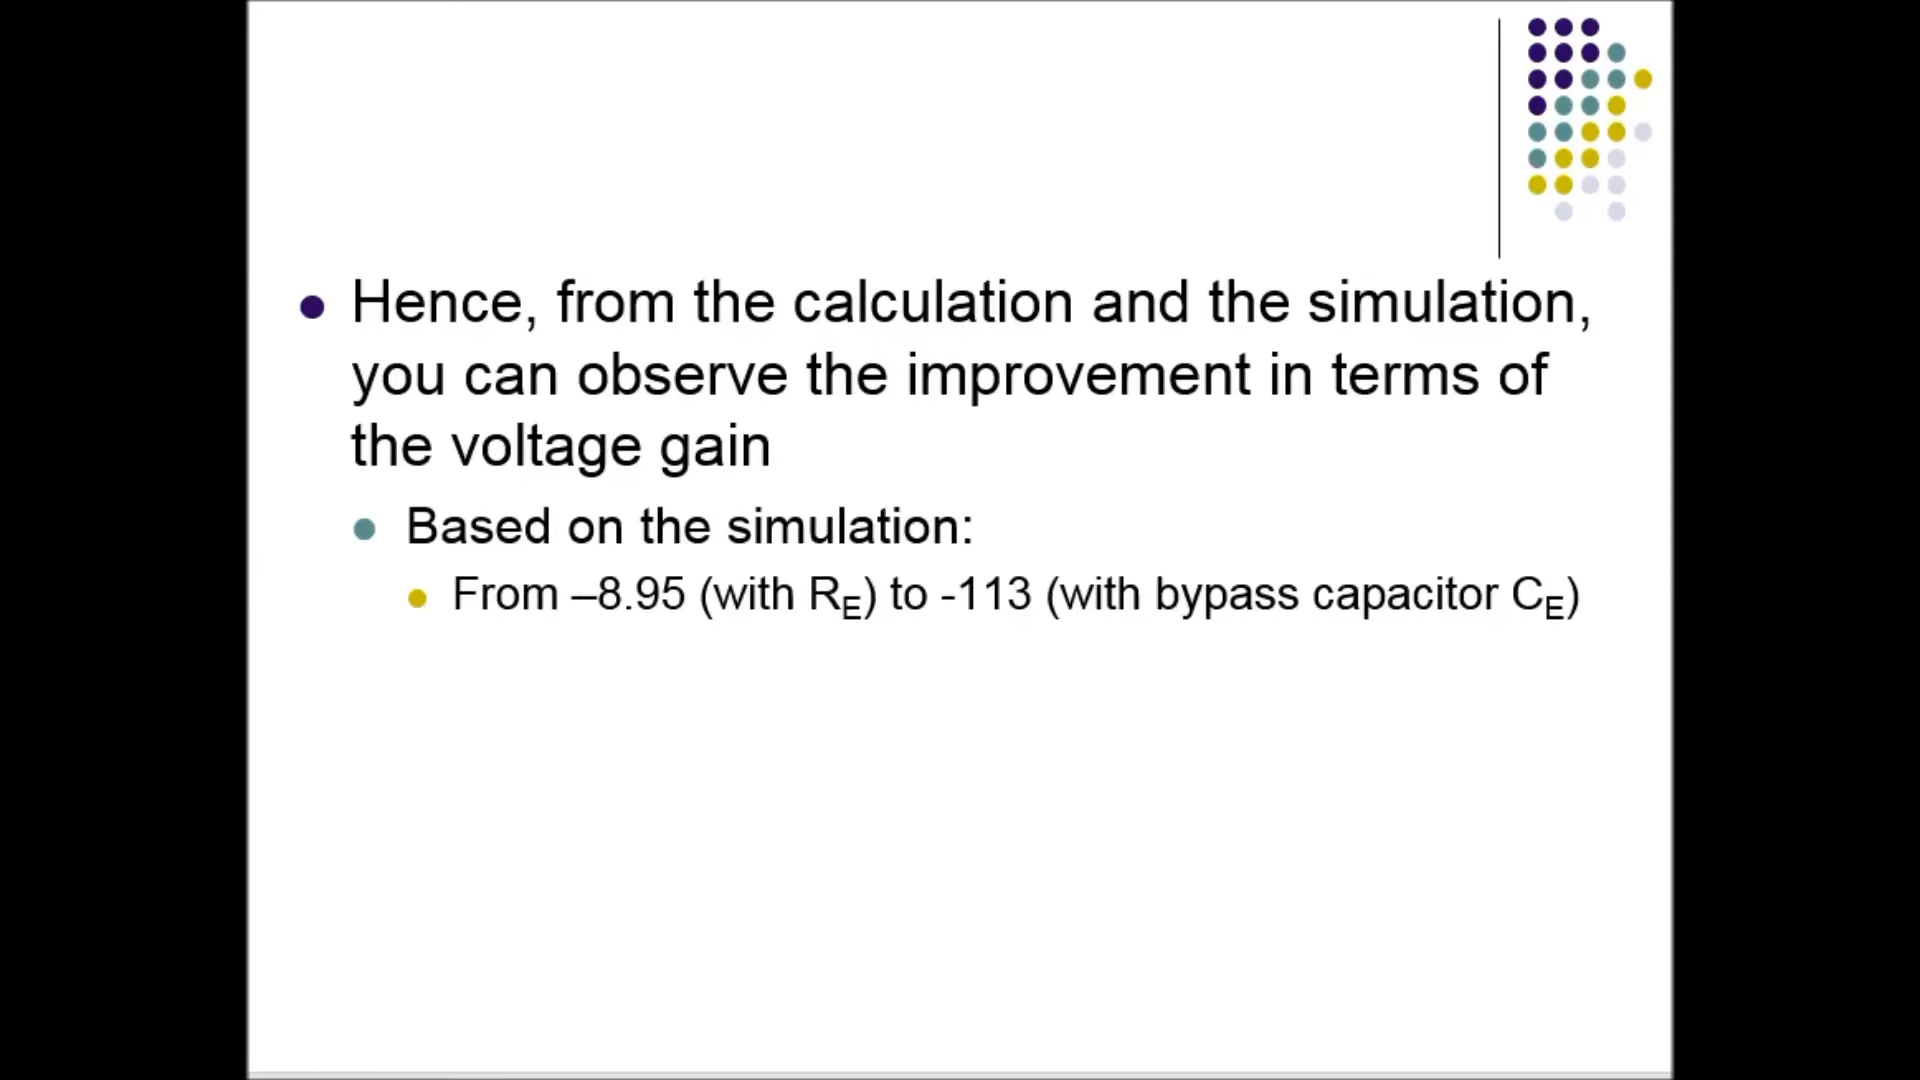 Hence, from the calculation and the simulation,
you can observe the improvement in terms of
the voltage gain
Based on the simulation:
From –8.95 (with RE) to -113 (with bypass capacitor CE)